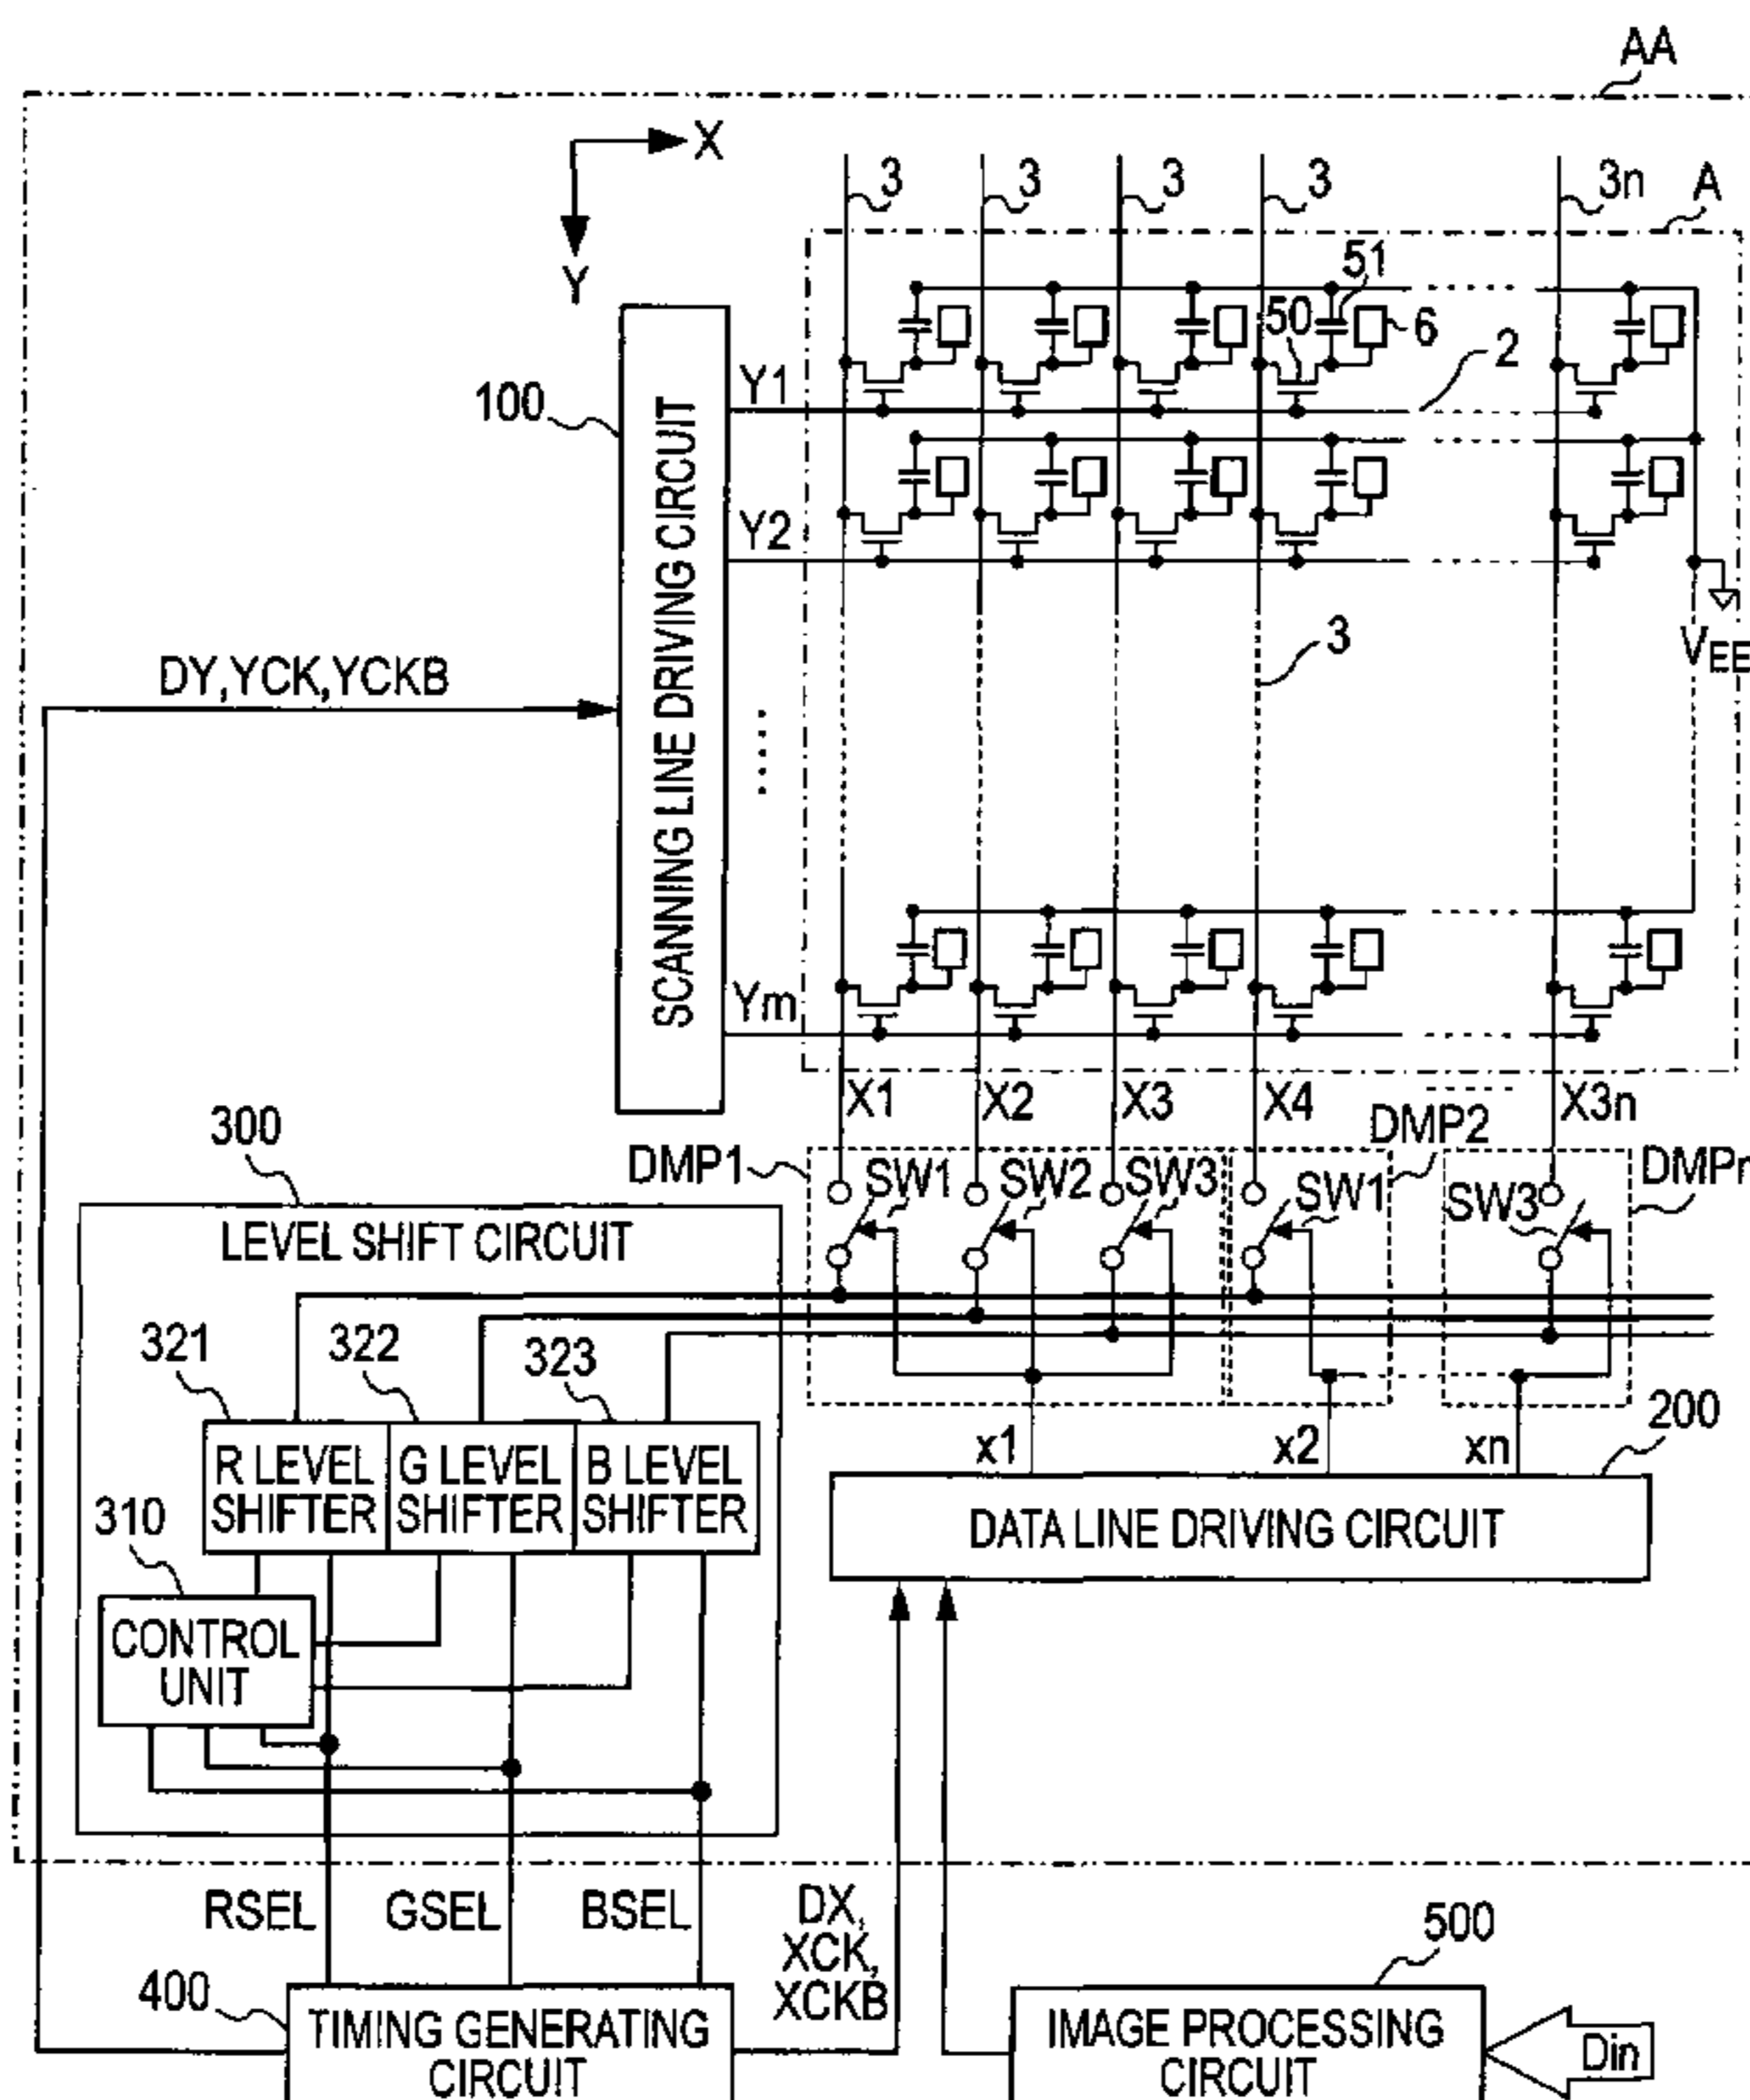 AA
X
Y
3 3 3 3 3n A
51
50 6
2
Y1
100
SCANNING LINE DRIVING CIRCUIT
Y2
3
VEE
DY,YCK,YCKB
Ym
X1 X2 X3 X4 X3n
300
DMP1 DMP2
SW1 SW2 SW3 SW1 SW3
LEVEL SHIFT CIRCUIT
321 322 323
200
x1 x2 xn
R LEVEL
SHIFTER
G LEVEL
SHIFTER
B LEVEL
SHIFTER
310
DATA LINE DRIVING CIRCUIT
CONTROL
UNIT
RSEL GSEL BSEL
DX,
XCK,
XCKB
500
400
TIMING GENERATING
CIRCUIT
IMAGE PROCESSING
CIRCUIT
Din